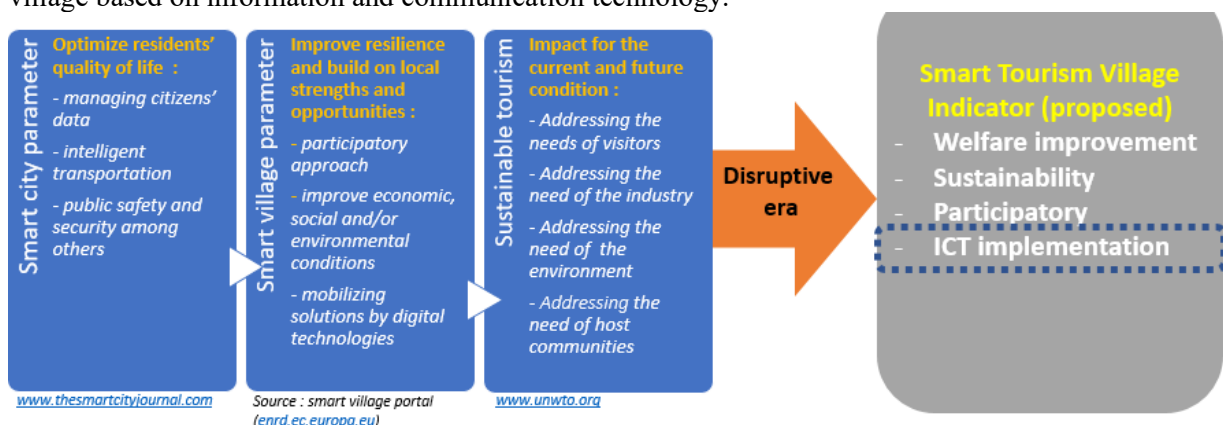 village based on information and communication technology.
Smart city parameter
Optimize residents'
quality of life :
- managing citizens'
data
- intelligent
transportation
- public safety and
security among
others
www.thesmartcityjournal.com
Smart village parameter
Improve resilience
and build on local
strengths and
opportunities :
- participatory
approach
- improve economic,
social and/or
environmental
conditions
- mobilizing
solutions by digital
technologies
Source : smart village portal
(enrd.ec.europa.eu)
Sustainable tourism
Impact for the
current and future
condition :
- Addressing the
needs of visitors
- Addressing the
need of the industry
- Addressing the
need of the
environment
- Addressing the
need of host
communities
www.unwto.org
Disruptive
era
Smart Tourism Village
Indicator (proposed)
- Welfare improvement
- Sustainability
- Participatory
- ICT implementation